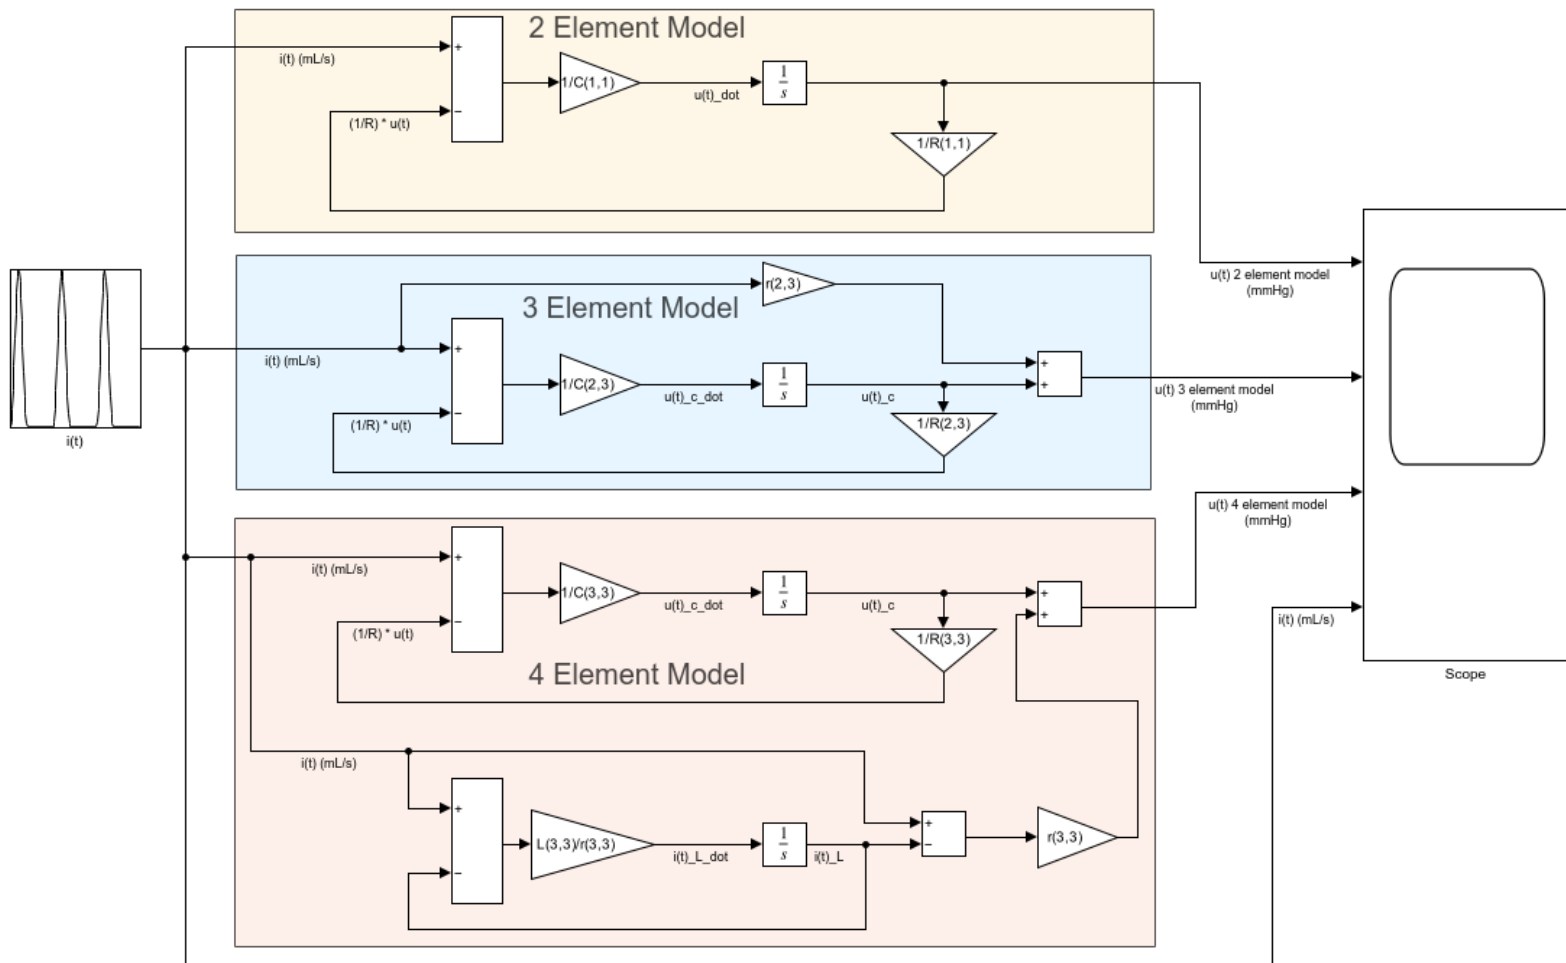 2 Element Model
i(t) (mL/s)
+
1/C(1,1)
u(t)_dot
1
s
−
(1/R) * u(t)
1/R(1,1)
u(t) 2 element model
(mmHg)
3 Element Model
r(2,3)
i(t)
i(t) (mL/s)
+
1/C(2,3)
u(t)_c_dot
1
s
u(t)_c
+
+
u(t) 3 element model
(mmHg)
−
(1/R) * u(t)
1/R(2,3)
u(t) 4 element model
(mmHg)
i(t) (mL/s)
+
1/C(3,3)
u(t)_c_dot
1
s
u(t)_c
+
+
−
(1/R) * u(t)
1/R(3,3)
i(t) (mL/s)
Scope
4 Element Model
i(t) (mL/s)
+
L(3,3)/r(3,3)
i(t)_L_dot
1
s
i(t)_L
+
−
r(3,3)
−